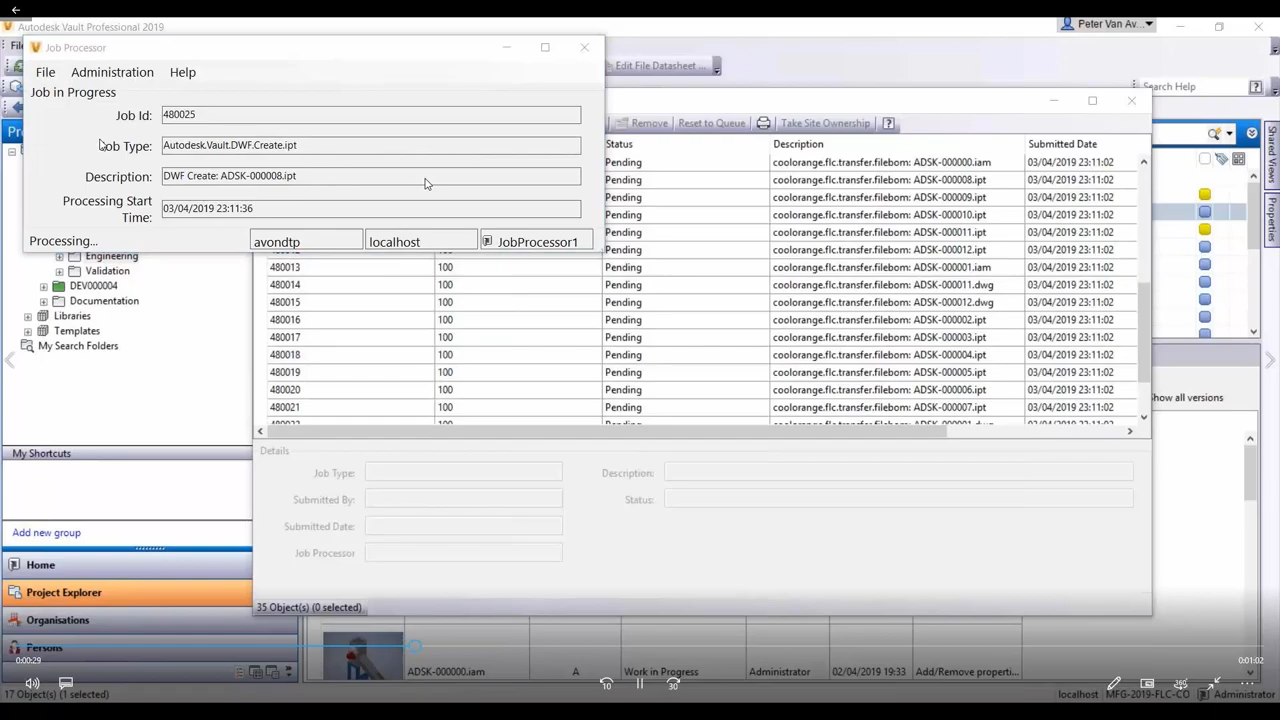 Autodesk Vault Professional 2019
Peter Van Av...
Job Processor
File Administration Help
Edit File Datasheet ...
Search Help
Job in Progress
Job Id: 480025
Job Type: Autodesk.Vault.DWF.Create.ipt
Description: DWF Create: ADSK-000008.ipt
Processing Start Time: 03/04/2019 23:11:36
Processing... avondtp localhost JobProcessor1
Remove Reset to Queue Take Site Ownership
Status Description Submitted Date
Pending coolorange.flc.transfer.filebom: ADSK-000000.iam 03/04/2019 23:11:02
Pending coolorange.flc.transfer.filebom: ADSK-000008.ipt 03/04/2019 23:11:02
Pending coolorange.flc.transfer.filebom: ADSK-000009.ipt 03/04/2019 23:11:02
Pending coolorange.flc.transfer.filebom: ADSK-000010.ipt 03/04/2019 23:11:02
Pending coolorange.flc.transfer.filebom: ADSK-000011.ipt 03/04/2019 23:11:02
Pending coolorange.flc.transfer.filebom: ADSK-000012.ipt 03/04/2019 23:11:02
480013 100 Pending coolorange.flc.transfer.filebom: ADSK-000001.iam 03/04/2019 23:11:02
480014 100 Pending coolorange.flc.transfer.filebom: ADSK-000011.dwg 03/04/2019 23:11:02
480015 100 Pending coolorange.flc.transfer.filebom: ADSK-000012.dwg 03/04/2019 23:11:02
480016 100 Pending coolorange.flc.transfer.filebom: ADSK-000002.ipt 03/04/2019 23:11:02
480017 100 Pending coolorange.flc.transfer.filebom: ADSK-000003.ipt 03/04/2019 23:11:02
480018 100 Pending coolorange.flc.transfer.filebom: ADSK-000004.ipt 03/04/2019 23:11:02
480019 100 Pending coolorange.flc.transfer.filebom: ADSK-000005.ipt 03/04/2019 23:11:02
480020 100 Pending coolorange.flc.transfer.filebom: ADSK-000006.ipt 03/04/2019 23:11:02
480021 100 Pending coolorange.flc.transfer.filebom: ADSK-000007.ipt 03/04/2019 23:11:02
Engineering
Validation
DEV000004
Documentation
Libraries
Templates
My Search Folders
My Shortcuts
Add new group
Home
Project Explorer
Organisations
Persons
Details
Job Type:
Description:
Submitted By:
Status:
Submitted Date:
Job Processor
35 Object(s) (0 selected)
Shared Views
Properties
Show all versions
ADSK-000000.iam A Work in Progress Administrator 02/04/2019 19:33 Add/Remove properti...
0:00:29
0:01:02
10
30
17 Object(s) (1 selected)
localhost MFG-2019-FLC-CO Administrator